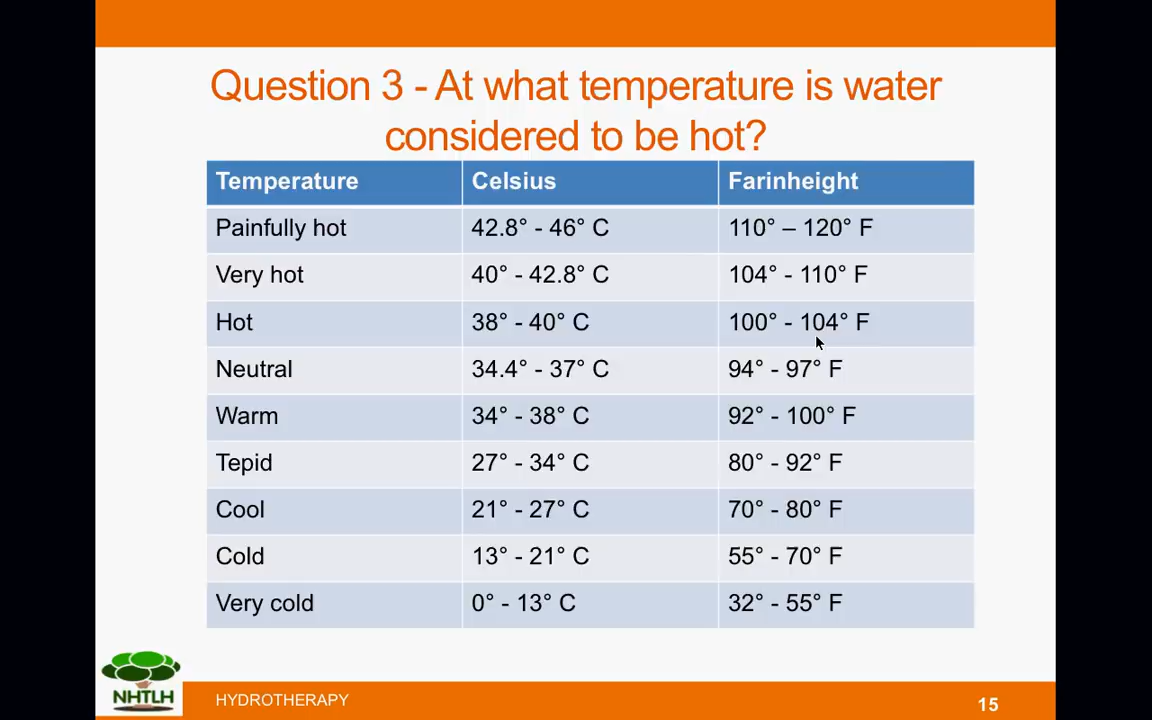 Question 3 - At what temperature is water
considered to be hot?
Temperature Celsius Farinheight
Painfully hot 42.8° - 46° C 110° – 120° F
Very hot 40° - 42.8° C 104° - 110° F
Hot 38° - 40° C 100° - 104° F
Neutral 34.4° - 37° C 94° - 97° F
Warm 34° - 38° C 92° - 100° F
Tepid 27° - 34° C 80° - 92° F
Cool 21° - 27° C 70° - 80° F
Cold 13° - 21° C 55° - 70° F
Very cold 0° - 13° C 32° - 55° F
NHTLH
HYDROTHERAPY
15